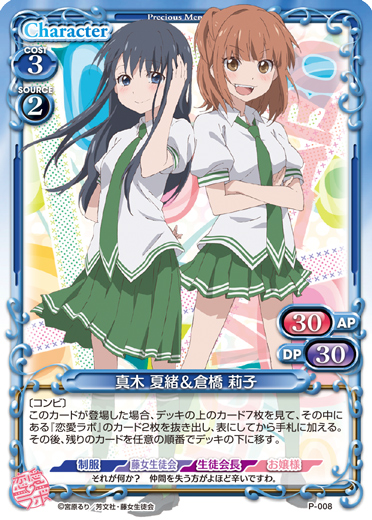 Precious Mem
Character
COST
3
SOURCE
2
30 AP
DP 30
真木 夏緒&倉橋 莉子
［コンビ］
このカードが登場した場合、デッキの上のカード7枚を見て、その中に
ある『恋愛ラボ』のカード2枚を抜き出し、表にしてから手札に加える。
その後、残りのカードを任意の順番でデッキの下に移す。
制服 藤女生徒会 生徒会長 お嬢様
それが何か？ 仲間を失う方がよほど辛いですわ。
恋愛ラボ
©宮原るり／芳文社・藤女生徒会
P-008